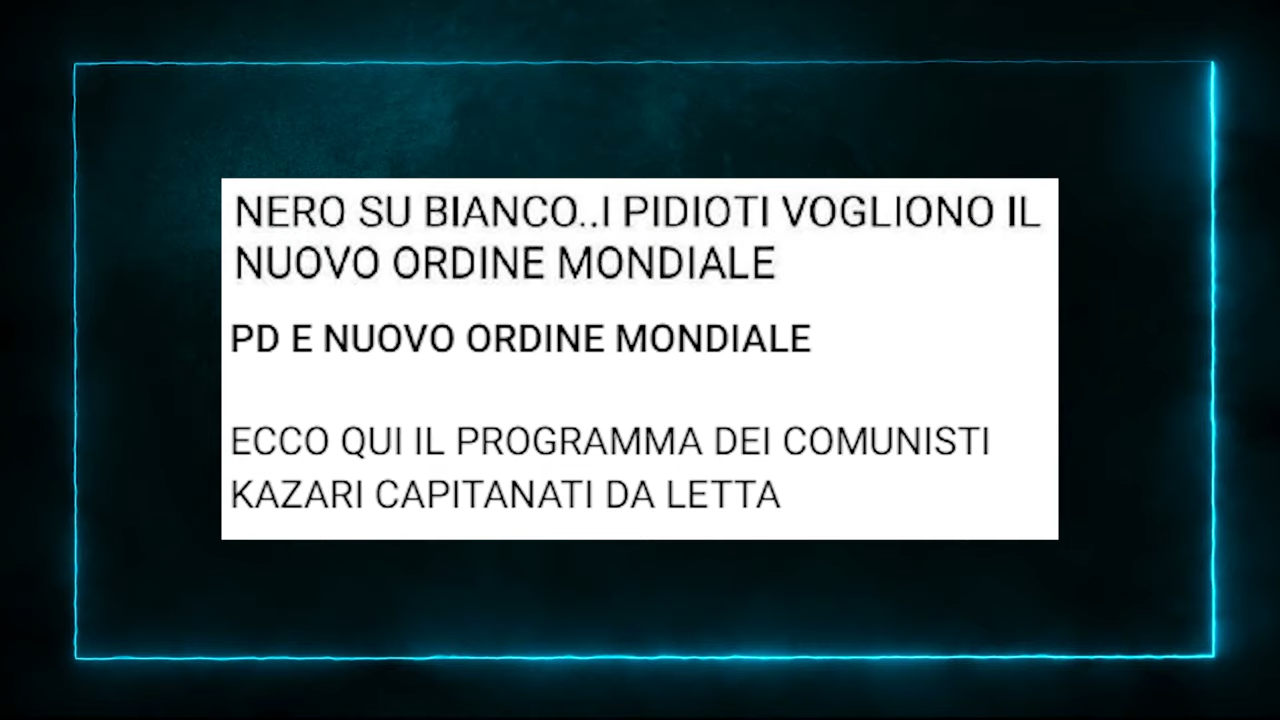 NERO SU BIANCO..I PIDIOTI VOGLIONO IL
NUOVO ORDINE MONDIALE
PD E NUOVO ORDINE MONDIALE
ECCO QUI IL PROGRAMMA DEI COMUNISTI
KAZARI CAPITANATI DA LETTA